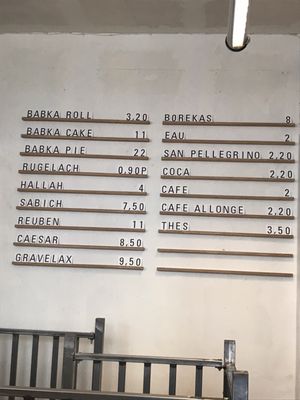 BABKA ROLL 3,20
BABKA CAKE 11
BABKA PIE 22
RUGELACH 0.90P
HALLAH 4
SABICH 7,50
REUBEN 11
CAESAR 8,50
GRAVELAX 9,50
BOREKAS 8
EAU 2
SAN PELLEGRINO 2,20
COCA 2,20
CAFE 2
CAFE ALLONGE 2,20
THES 3,50